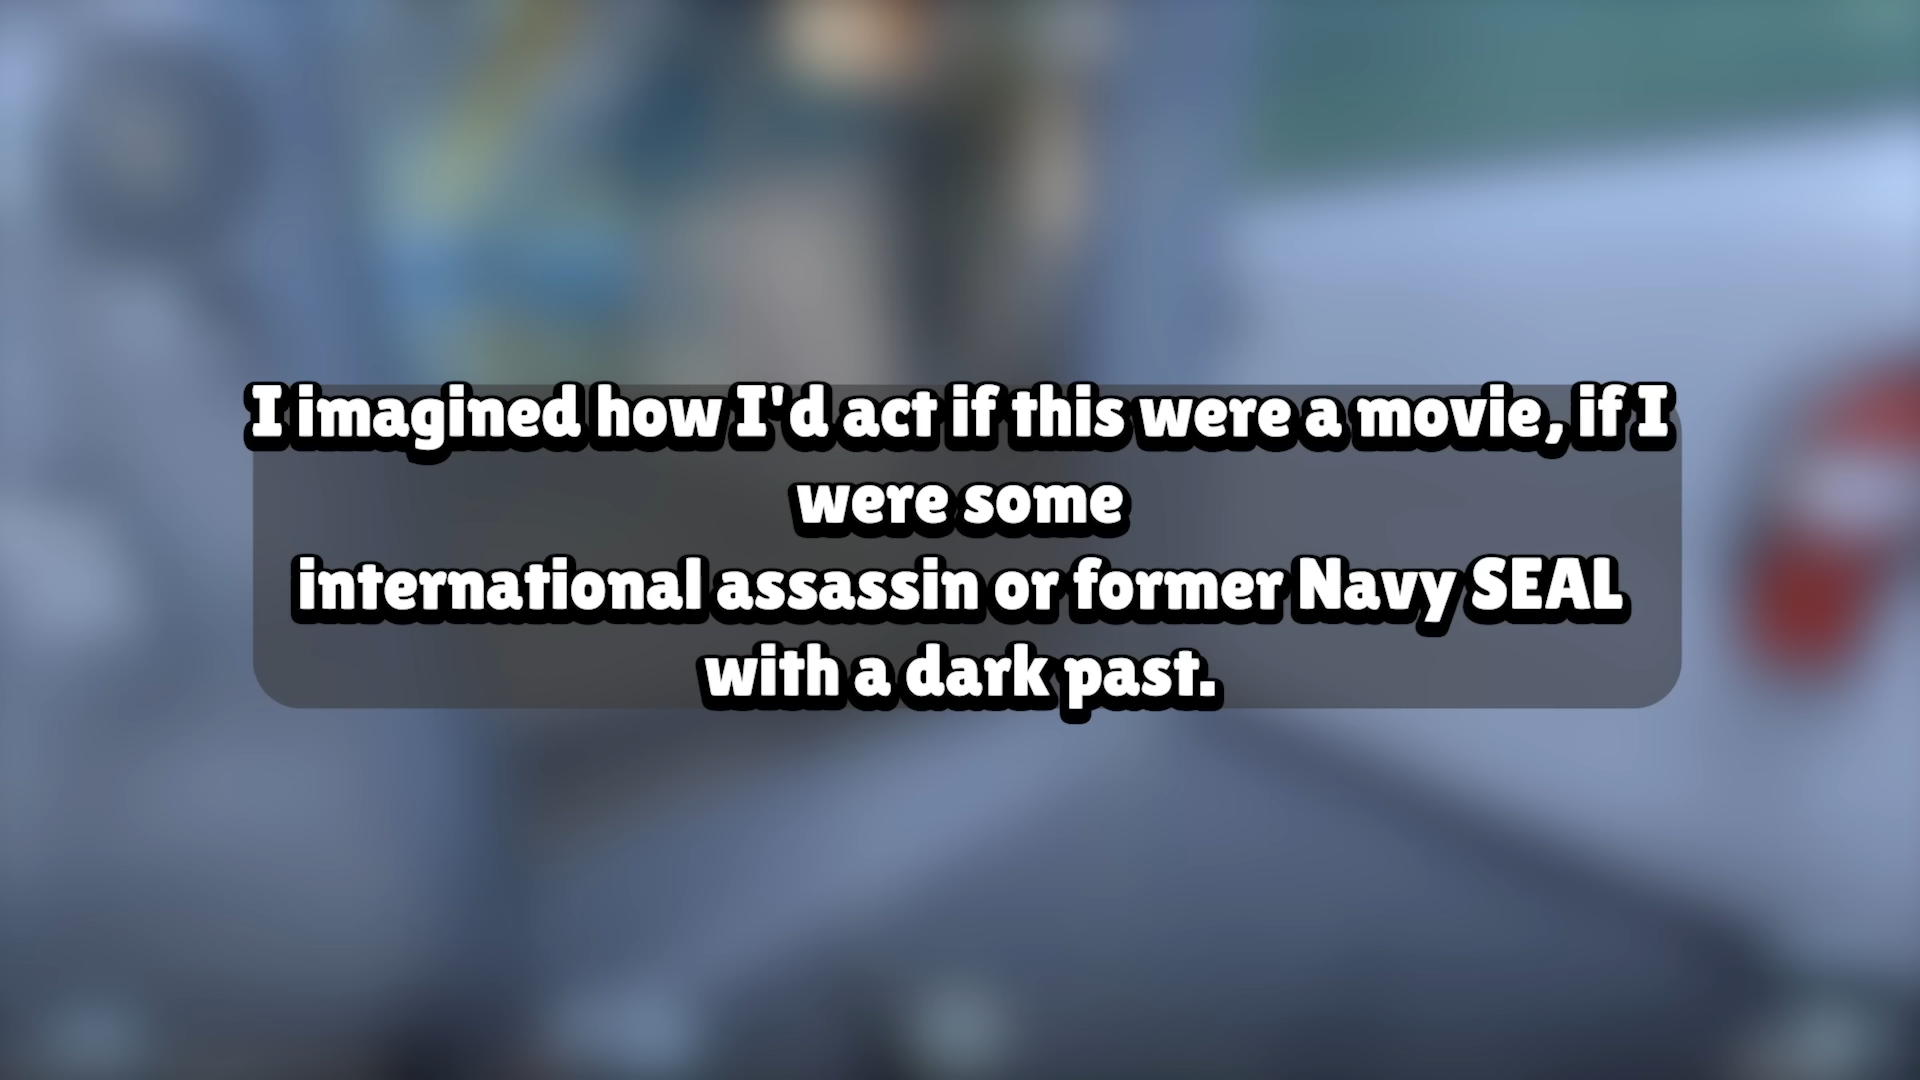 I imagined how I'd act if this were a movie, if I
were some
international assassin or former Navy SEAL
with a dark past.